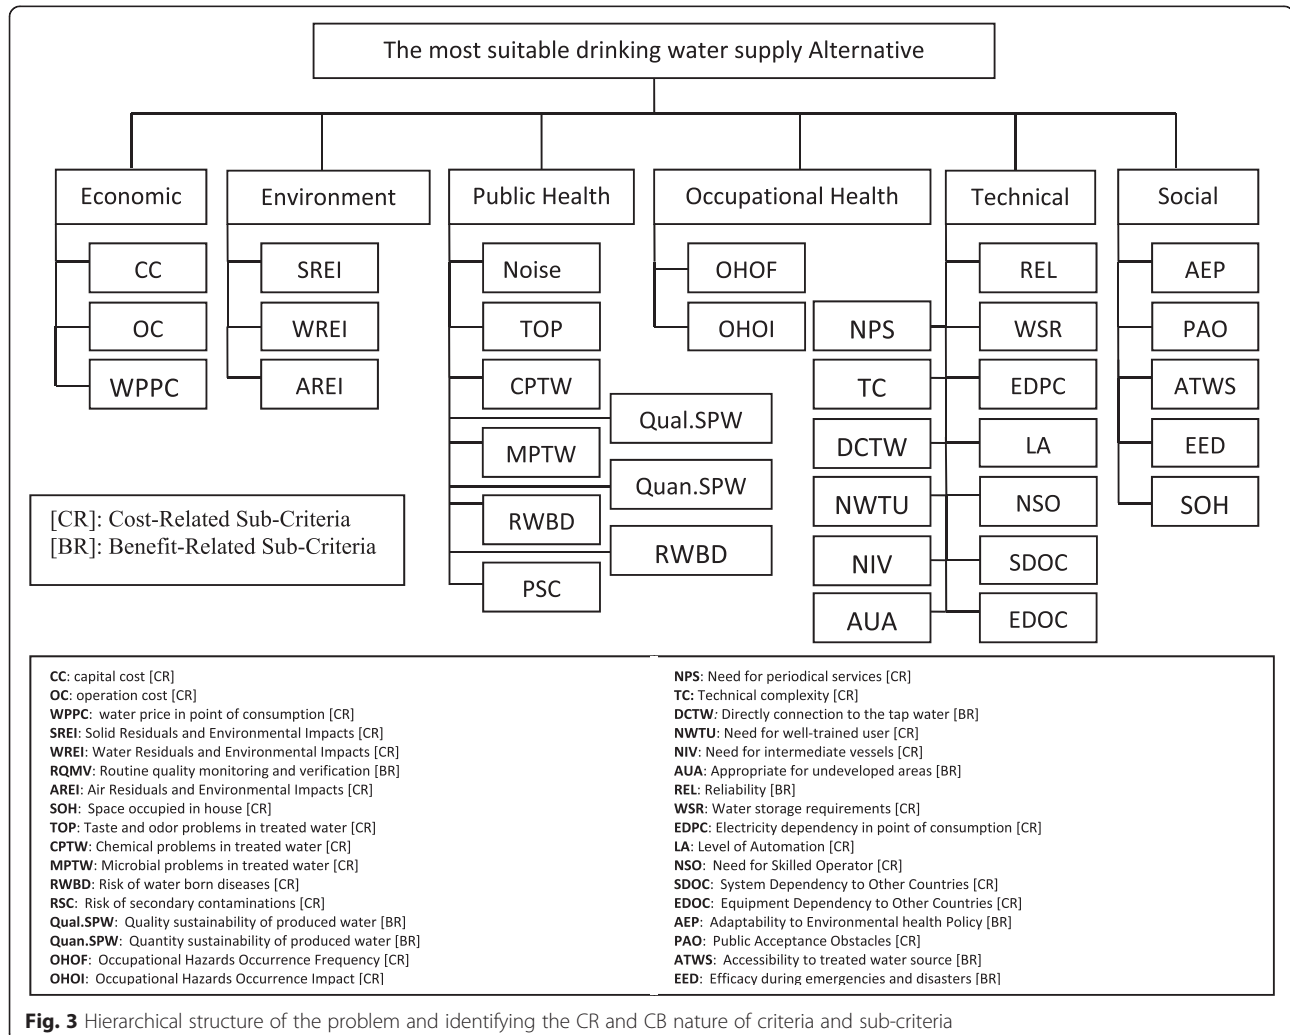 The most suitable drinking water supply Alternative
Economic
Environment
Public Health
Occupational Health
Technical
Social
CC
OC
WPPC
SREI
WREI
AREI
Noise
TOP
CPTW
Qual.SPW
MPTW
Quan.SPW
RWBD
RWBD
PSC
OHOF
OHOI
NPS
TC
DCTW
NWTU
NIV
AUA
REL
WSR
EDPC
LA
NSO
SDOC
EDOC
AEP
PAO
ATWS
EED
SOH
[CR]: Cost-Related Sub-Criteria
[BR]: Benefit-Related Sub-Criteria
CC: capital cost [CR]
OC: operation cost [CR]
WPPC: water price in point of consumption [CR]
SREI: Solid Residuals and Environmental Impacts [CR]
WREI: Water Residuals and Environmental Impacts [CR]
RQMV: Routine quality monitoring and verification [BR]
AREI: Air Residuals and Environmental Impacts [CR]
SOH: Space occupied in house [CR]
TOP: Taste and odor problems in treated water [CR]
CPTW: Chemical problems in treated water [CR]
MPTW: Microbial problems in treated water [CR]
RWBD: Risk of water born diseases [CR]
RSC: Risk of secondary contaminations [CR]
Qual.SPW: Quality sustainability of produced water [BR]
Quan.SPW: Quantity sustainability of produced water [BR]
OHOF: Occupational Hazards Occurrence Frequency [CR]
OHOI: Occupational Hazards Occurrence Impact [CR]
NPS: Need for periodical services [CR]
TC: Technical complexity [CR]
DCTW: Directly connection to the tap water [BR]
NWTU: Need for well-trained user [CR]
NIV: Need for intermediate vessels [CR]
AUA: Appropriate for undeveloped areas [BR]
REL: Reliability [BR]
WSR: Water storage requirements [CR]
EDPC: Electricity dependency in point of consumption [CR]
LA: Level of Automation [CR]
NSO: Need for Skilled Operator [CR]
SDOC: System Dependency to Other Countries [CR]
EDOC: Equipment Dependency to Other Countries [CR]
AEP: Adaptability to Environmental health Policy [BR]
PAO: Public Acceptance Obstacles [CR]
ATWS: Accessibility to treated water source [BR]
EED: Efficacy during emergencies and disasters [BR]
Fig. 3 Hierarchical structure of the problem and identifying the CR and CB nature of criteria and sub-criteria